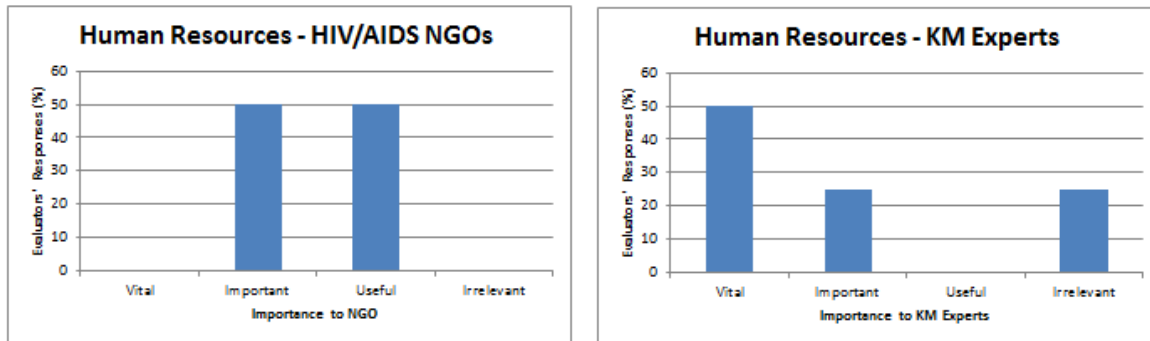 Human Resources - HIV/AIDS NGOs
Evaluators' Responses (%)
60
50
40
30
20
10
0
Vital Important Useful Irrelevant
Importance to NGO
Human Resources - KM Experts
Evaluators' Responses (%)
60
50
40
30
20
10
0
Vital Important Useful Irrelevant
Importance to KM Experts